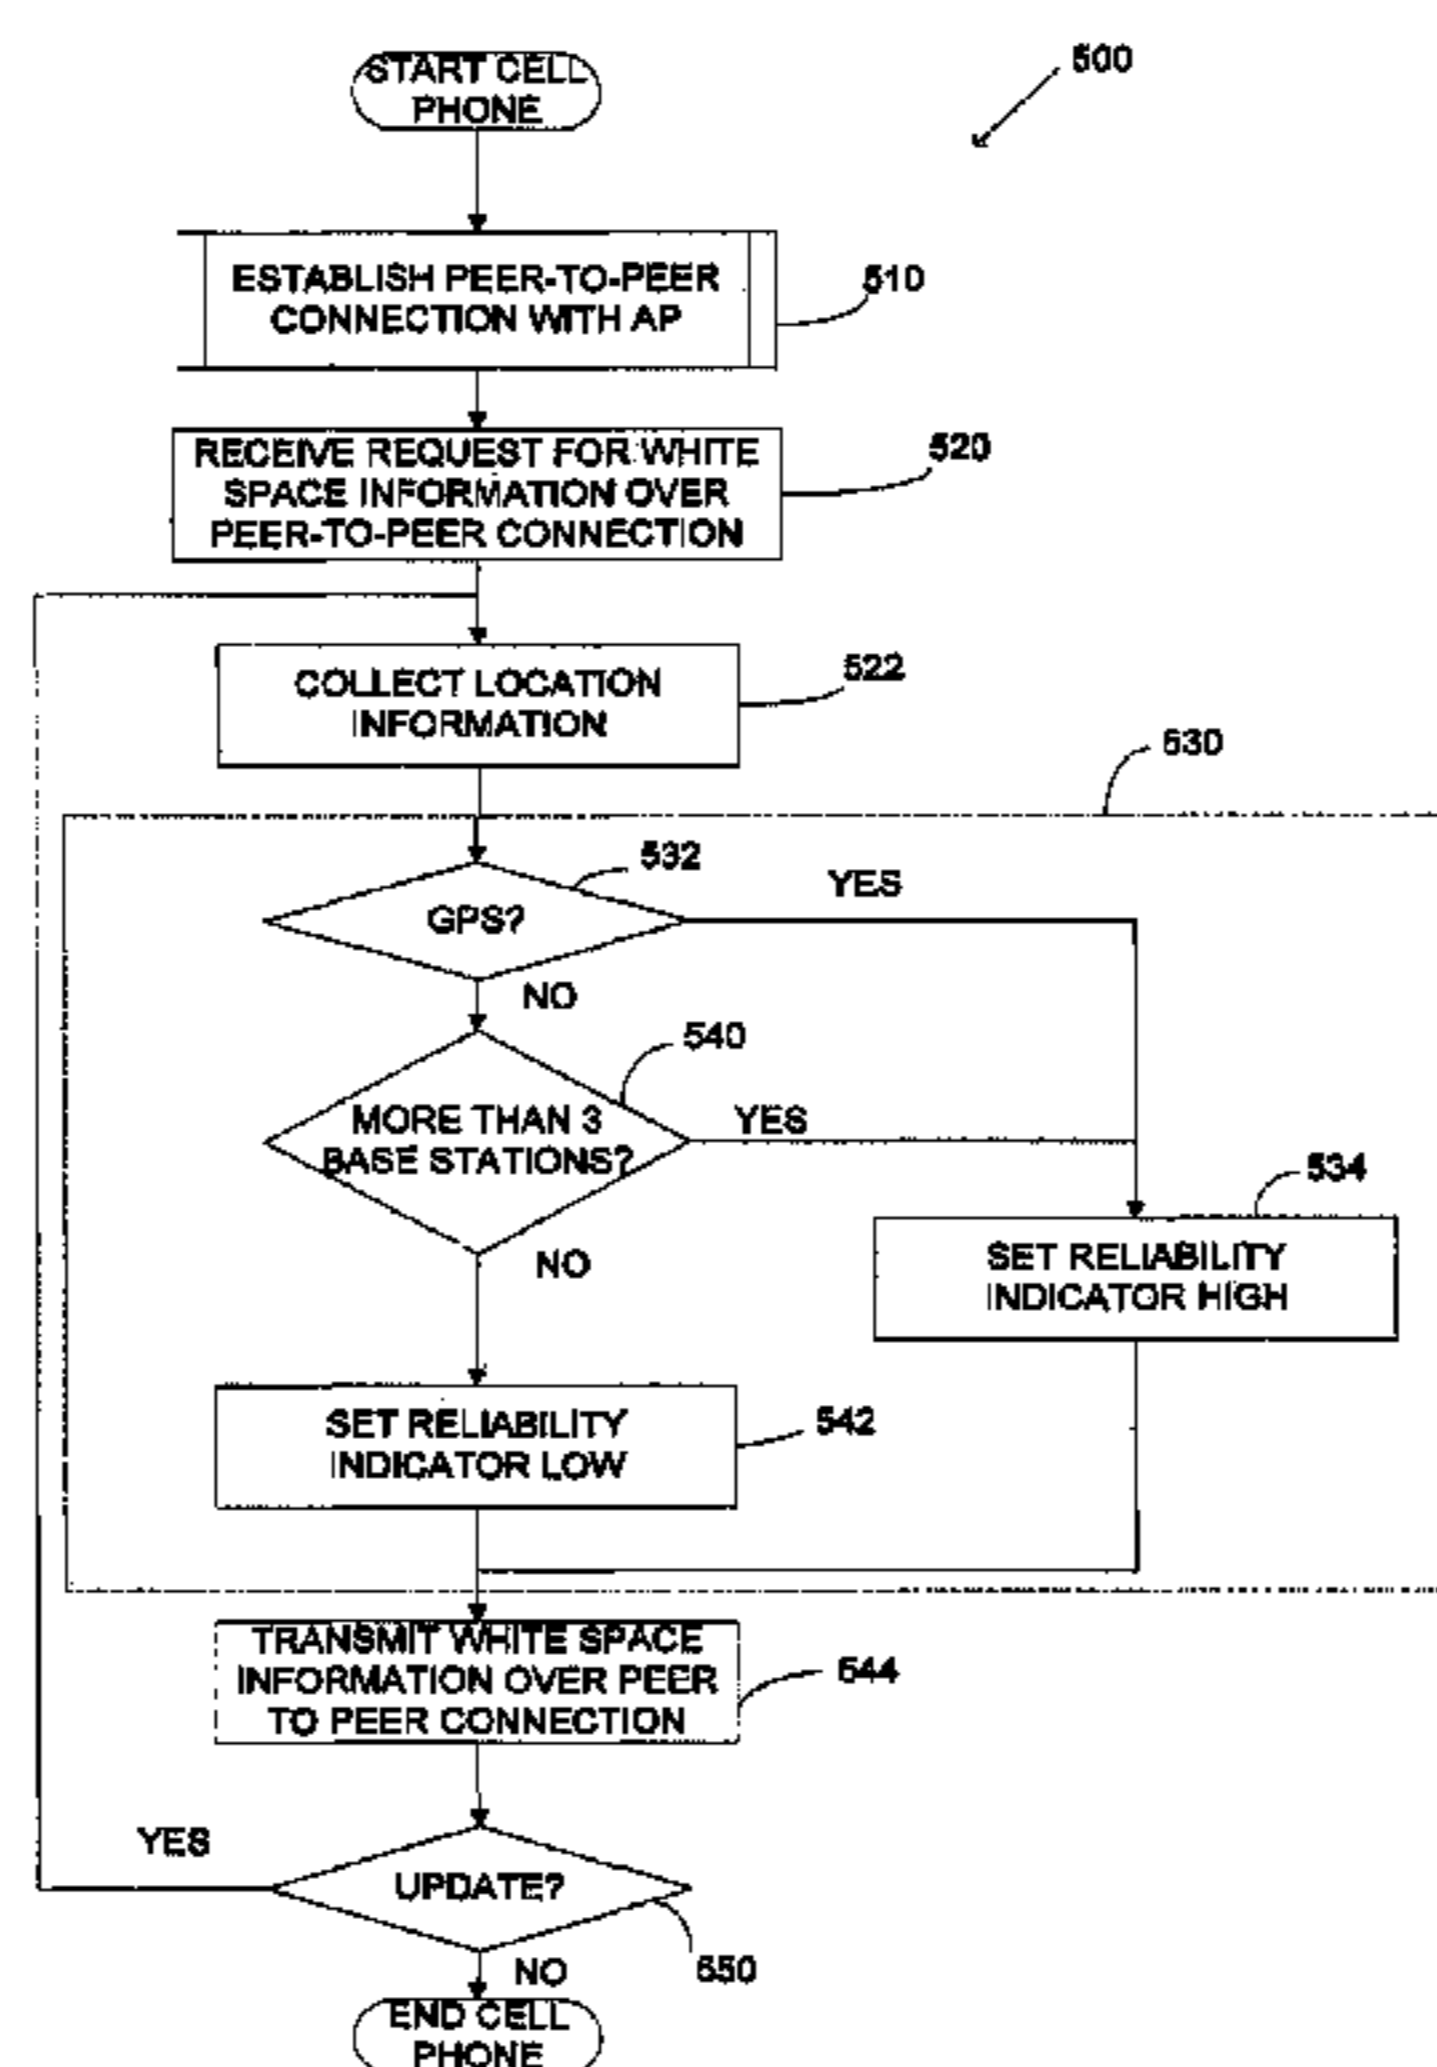 START CELL
PHONE
500
ESTABLISH PEER-TO-PEER
CONNECTION WITH AP
510
RECEIVE REQUEST FOR WHITE
SPACE INFORMATION OVER
PEER-TO-PEER CONNECTION
520
COLLECT LOCATION
INFORMATION
522
530
532
GPS?
YES
NO
540
MORE THAN 3
BASE STATIONS?
YES
NO
534
SET RELIABILITY
INDICATOR HIGH
SET RELIABILITY
INDICATOR LOW
542
TRANSMIT WHITE SPACE
INFORMATION OVER PEER
TO PEER CONNECTION
544
YES
UPDATE?
550
NO
END CELL
PHONE